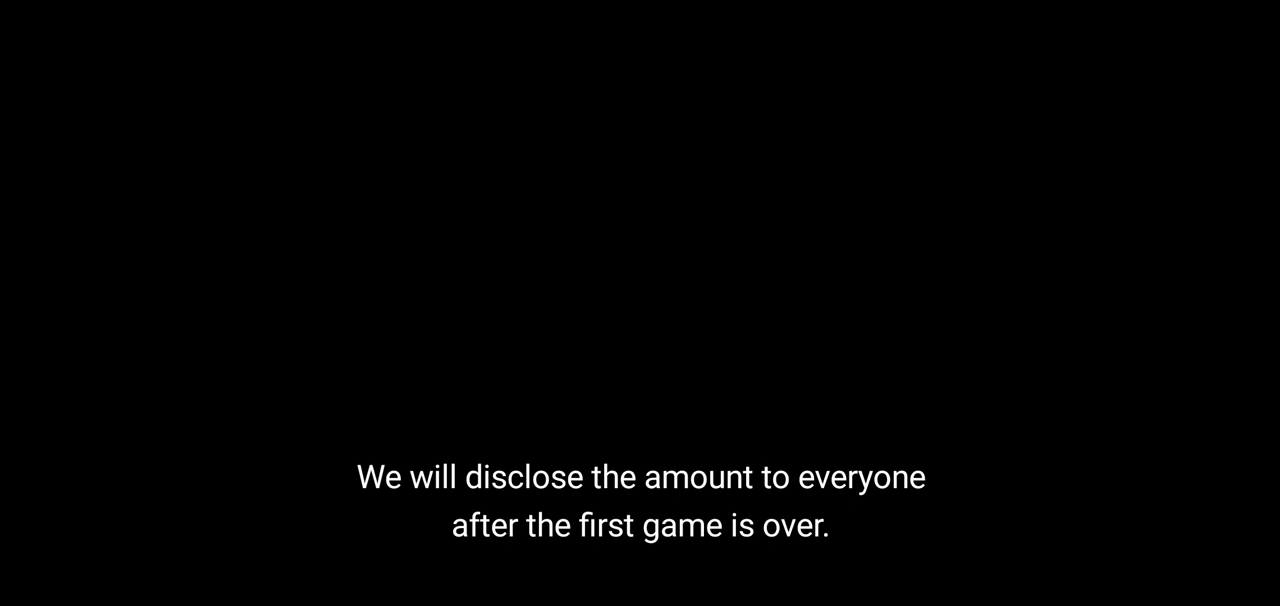 We will disclose the amount to everyone
after the first game is over.